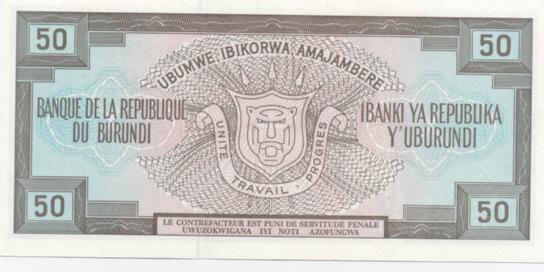 50
50
UBUMWE, IBIKORWA, AMAJAMBERE
BANQUE DE LA REPUBLIQUE
DU BURUNDI
IBANKI YA REPUBLIKA
Y'UBURUNDI
UNITE · TRAVAIL · PROGRES
50
50
LE CONTREFACTEUR EST PUNI DE SERVITUDE PENALE
UWUZOKWIGANA IYI NOTI AZOFUNGWA